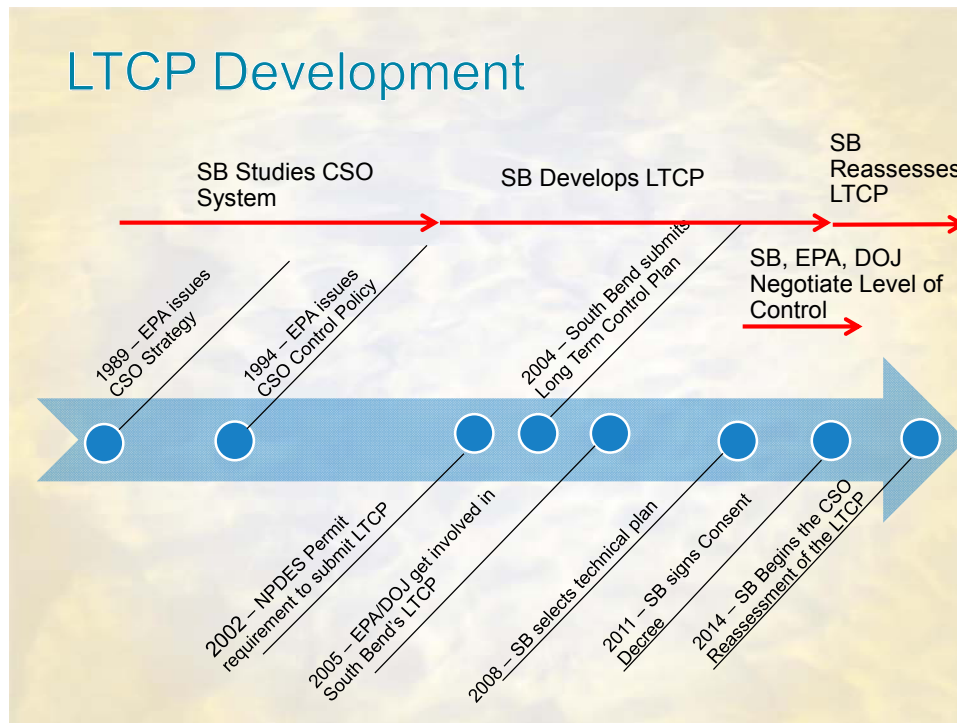 LTCP Development
SB Studies CSO
System
SB Develops LTCP
SB
Reassesses
LTCP
SB, EPA, DOJ
Negotiate Level of
Control
1989 – EPA issues
CSO Strategy
1994 – EPA issues
CSO Control Policy
2004 – South Bend submits
Long Term Control Plan
2002 – NPDES Permit
requirement to submit LTCP
2005 – EPA/DOJ get involved in
South Bend's LTCP
2008 – SB selects technical plan
2011 – SB signs Consent
Decree
2014 – SB Begins the CSO
Reassessment of the LTCP